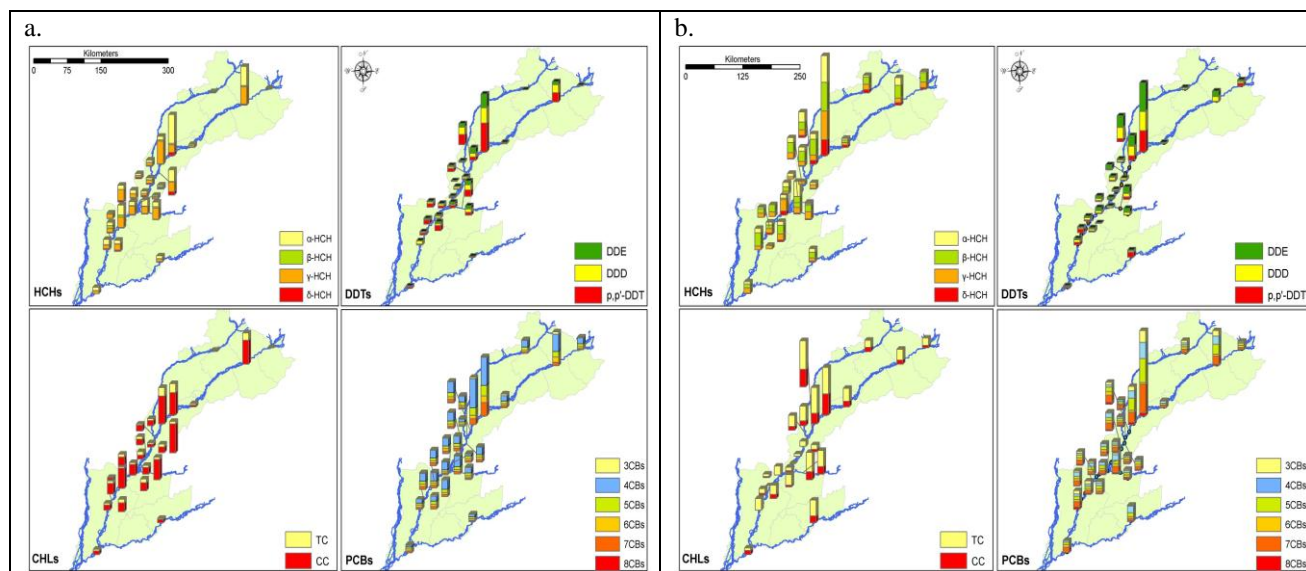 a.
Kilometers
0 75 150 300
α-HCH
β-HCH
γ-HCH
δ-HCH
HCHs
DDE
DDD
p,p'-DDT
DDTs
TC
CC
CHLs
3CBs
4CBs
5CBs
6CBs
7CBs
8CBs
PCBs
b.
Kilometers
0 125 250
α-HCH
β-HCH
γ-HCH
δ-HCH
HCHs
DDE
DDD
p,p'-DDT
DDTs
TC
CC
CHLs
3CBs
4CBs
5CBs
6CBs
7CBs
8CBs
PCBs